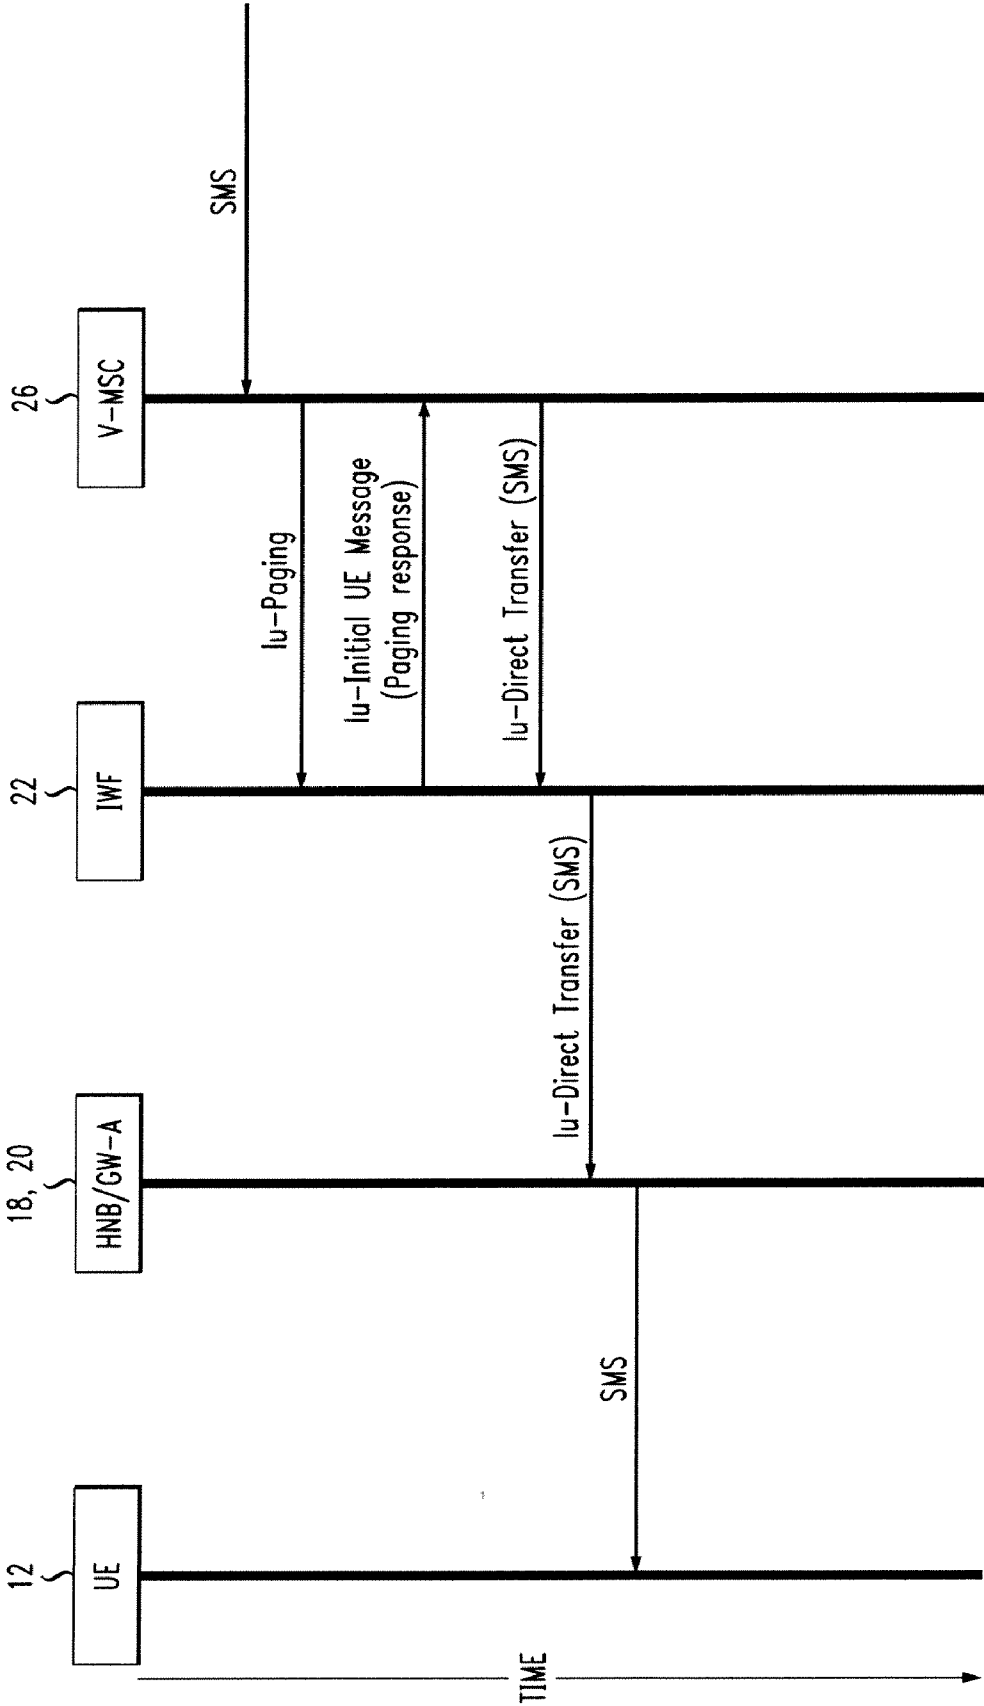 12
UE
18, 20
HNB/GW-A
22
IWF
26
V-MSC
TIME
SMS
Iu-Paging
Iu-Initial UE Message
(Paging response)
Iu-Direct Transfer (SMS)
Iu-Direct Transfer (SMS)
SMS